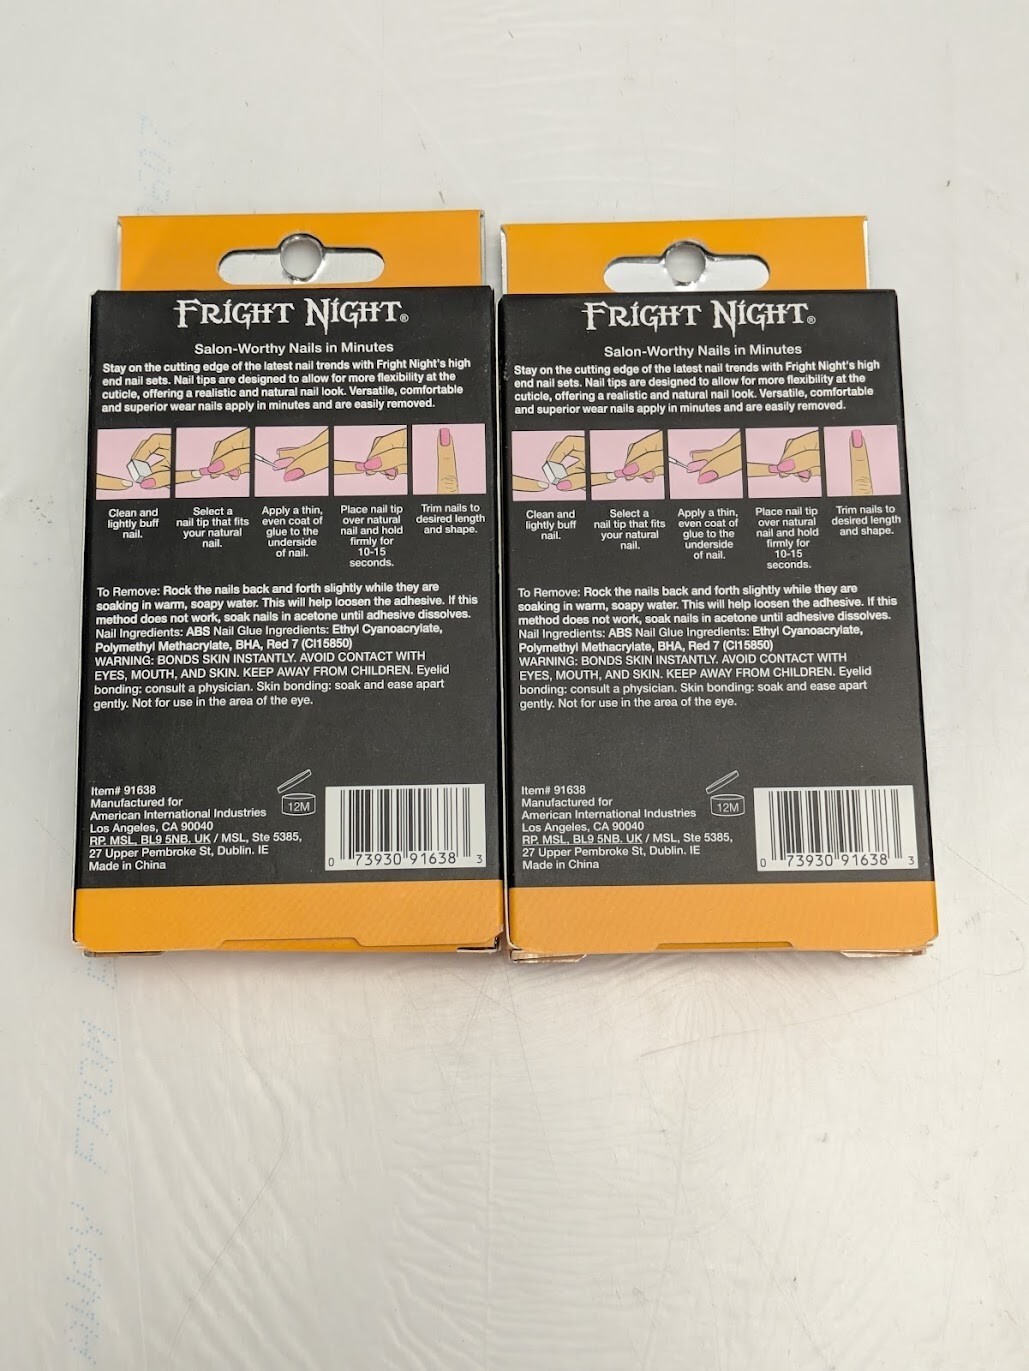 FRIGHT NIGHT®
Salon-Worthy Nails in Minutes
Stay on the cutting edge of the latest nail trends with Fright Night's high
end nail sets. Nail tips are designed to allow for more flexibility at the
cuticle, offering a realistic and natural nail look. Versatile, comfortable
and superior wear nails apply in minutes and are easily removed.
Clean and
lightly buff
nail.
Select a
nail tip that fits
your natural
nail.
Apply a thin,
even coat of
glue to the
underside
of nail.
Place nail tip
over natural
nail and hold
firmly for
10-15
seconds.
Trim nails to
desired length
and shape.
To Remove: Rock the nails back and forth slightly while they are
soaking in warm, soapy water. This will help loosen the adhesive. If this
method does not work, soak nails in acetone until adhesive dissolves.
Nail Ingredients: ABS Nail Glue Ingredients: Ethyl Cyanoacrylate,
Polymethyl Methacrylate, BHA, Red 7 (CI15850)
WARNING: BONDS SKIN INSTANTLY. AVOID CONTACT WITH
EYES, MOUTH, AND SKIN. KEEP AWAY FROM CHILDREN. Eyelid
bonding: consult a physician. Skin bonding: soak and ease apart
gently. Not for use in the area of the eye.
Item# 91638
Manufactured for
American International Industries
Los Angeles, CA 90040
RP. MSL, BL9 5NB. UK / MSL, Ste 5385,
27 Upper Pembroke St, Dublin. IE
Made in China
12M
0 73930 91638 3
FRIGHT NIGHT®
Salon-Worthy Nails in Minutes
Stay on the cutting edge of the latest nail trends with Fright Night's high
end nail sets. Nail tips are designed to allow for more flexibility at the
cuticle, offering a realistic and natural nail look. Versatile, comfortable
and superior wear nails apply in minutes and are easily removed.
Clean and
lightly buff
nail.
Select a
nail tip that fits
your natural
nail.
Apply a thin,
even coat of
glue to the
underside
of nail.
Place nail tip
over natural
nail and hold
firmly for
10-15
seconds.
Trim nails to
desired length
and shape.
To Remove: Rock the nails back and forth slightly while they are
soaking in warm, soapy water. This will help loosen the adhesive. If this
method does not work, soak nails in acetone until adhesive dissolves.
Nail Ingredients: ABS Nail Glue Ingredients: Ethyl Cyanoacrylate,
Polymethyl Methacrylate, BHA, Red 7 (CI15850)
WARNING: BONDS SKIN INSTANTLY. AVOID CONTACT WITH
EYES, MOUTH, AND SKIN. KEEP AWAY FROM CHILDREN. Eyelid
bonding: consult a physician. Skin bonding: soak and ease apart
gently. Not for use in the area of the eye.
Item# 91638
Manufactured for
American International Industries
Los Angeles, CA 90040
RP. MSL, BL9 5NB. UK / MSL, Ste 5385,
27 Upper Pembroke St, Dublin. IE
Made in China
12M
0 73930 91638 3
AWAY FROM